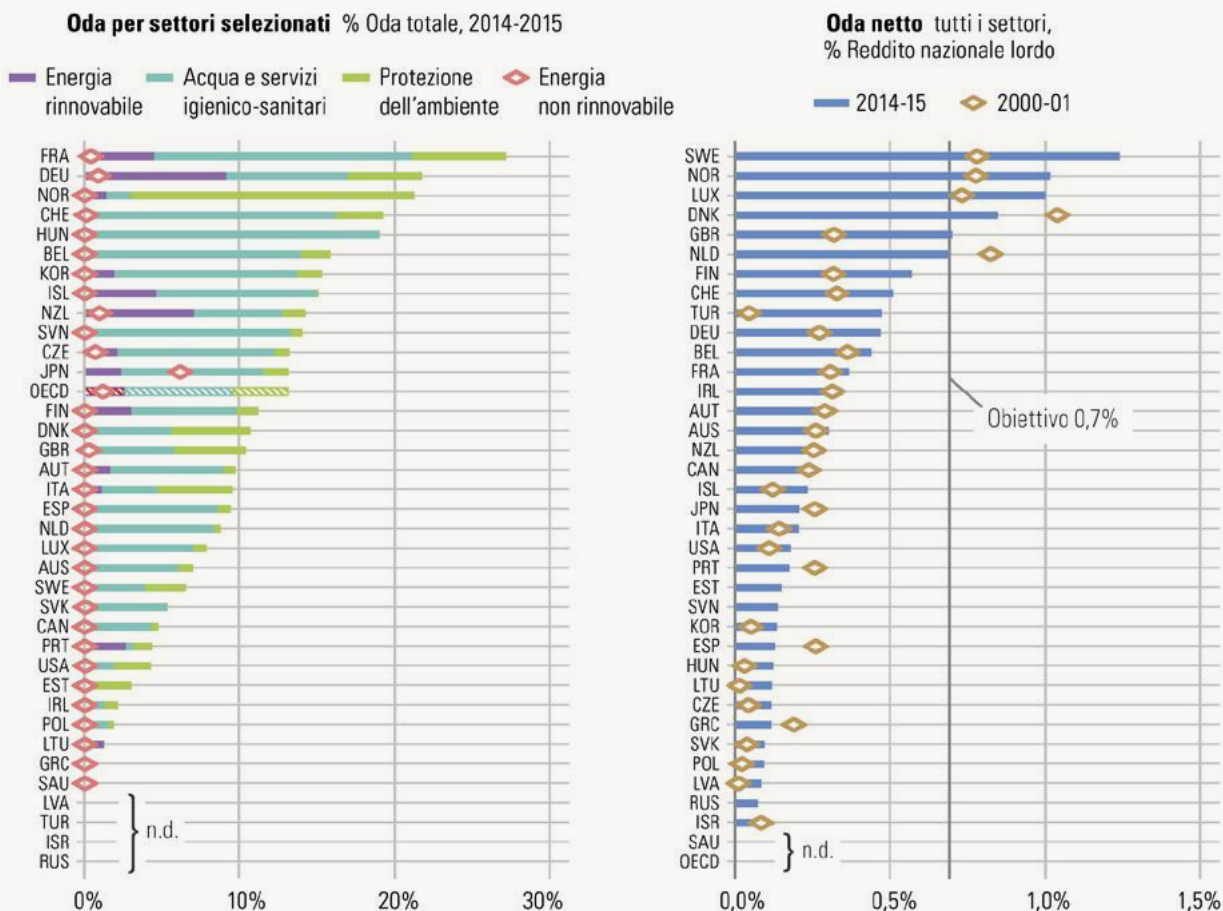 Oda per settori selezionati % Oda totale, 2014-2015
Energia rinnovabile
Acqua e servizi igienico-sanitari
Protezione dell'ambiente
Energia non rinnovabile
FRA
DEU
NOR
CHE
HUN
BEL
KOR
ISL
NZL
SVN
CZE
JPN
OECD
FIN
DNK
GBR
AUT
ITA
ESP
NLD
LUX
AUS
SWE
SVK
CAN
PRT
USA
EST
IRL
POL
LTU
GRC
SAU
LVA
TUR
ISR
RUS
n.d.
0% 10% 20% 30%
Oda netto tutti i settori,
% Reddito nazionale lordo
2014-15 2000-01
SWE
NOR
LUX
DNK
GBR
NLD
FIN
CHE
TUR
DEU
BEL
FRA
IRL
AUT
AUS
NZL
CAN
ISL
JPN
ITA
USA
PRT
EST
SVN
KOR
ESP
HUN
LTU
CZE
GRC
SVK
POL
LVA
RUS
ISR
SAU
OECD
Obiettivo 0,7%
n.d.
0,0% 0,5% 1,0% 1,5%